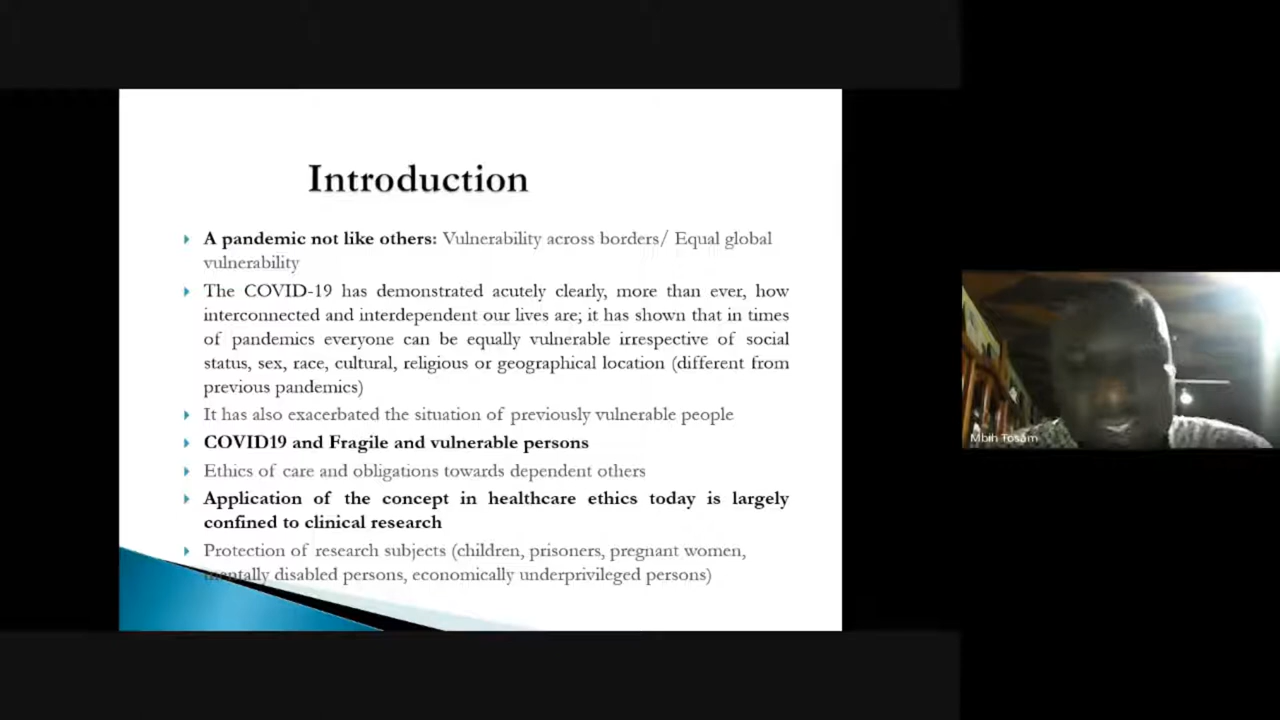 Introduction
A pandemic not like others: Vulnerability across borders/ Equal global
vulnerability
The COVID-19 has demonstrated acutely clearly, more than ever, how
interconnected and interdependent our lives are; it has shown that in times
of pandemics everyone can be equally vulnerable irrespective of social
status, sex, race, cultural, religious or geographical location (different from
previous pandemics)
It has also exacerbated the situation of previously vulnerable people
COVID19 and Fragile and vulnerable persons
Ethics of care and obligations towards dependent others
Application of the concept in healthcare ethics today is largely
confined to clinical research
Protection of research subjects (children, prisoners, pregnant women,
mentally disabled persons, economically underprivileged persons)
Mbih Tosam